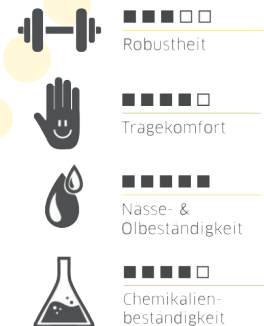 Robustheit
Tragekomfort
Nässe- &
Ölbeständigkeit
Chemikalien-
beständigkeit